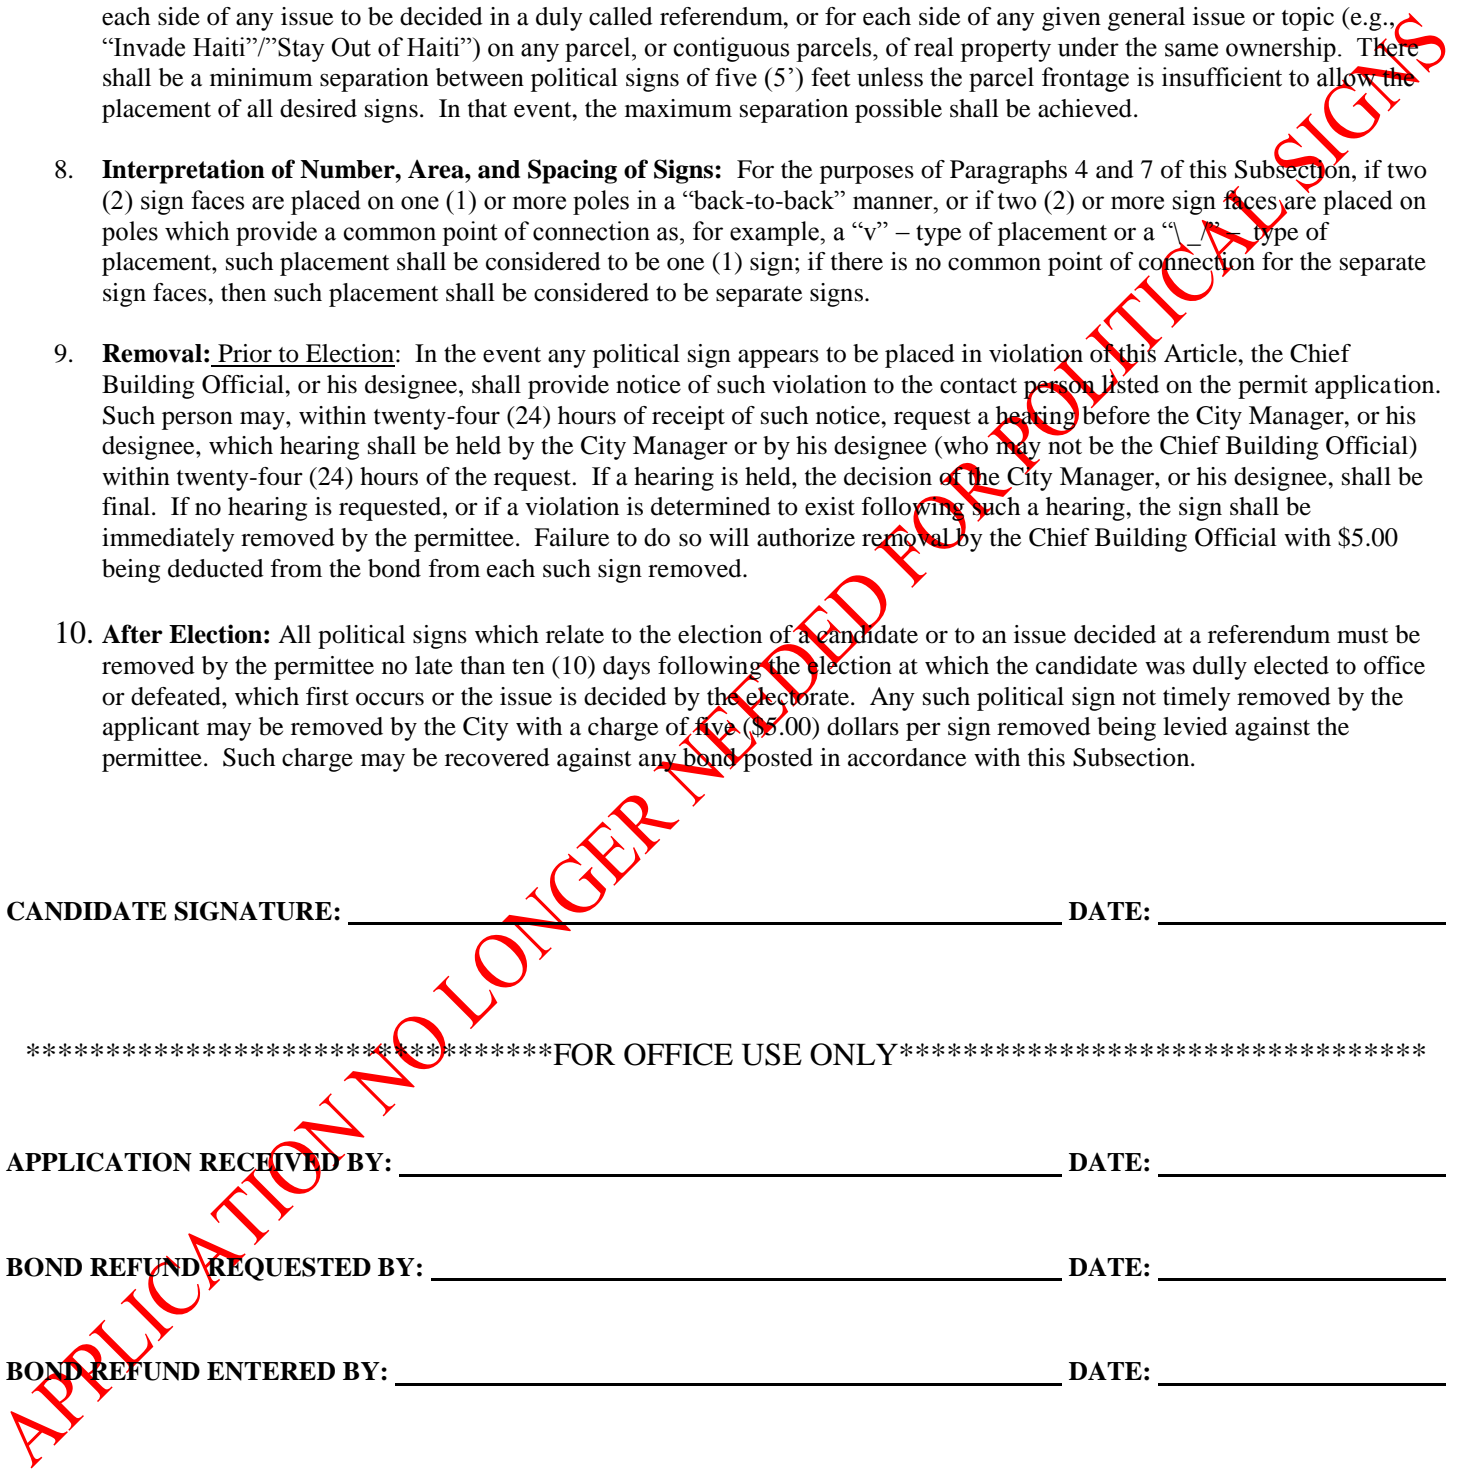 each side of any issue to be decided in a duly called referendum, or for each side of any given general issue or topic (e.g.,
“Invade Haiti”/”Stay Out of Haiti”) on any parcel, or contiguous parcels, of real property under the same ownership.  There
shall be a minimum separation between political signs of five (5’) feet unless the parcel frontage is insufficient to allow the
placement of all desired signs.  In that event, the maximum separation possible shall be achieved.
8. Interpretation of Number, Area, and Spacing of Signs:  For the purposes of Paragraphs 4 and 7 of this Subsection, if two
(2) sign faces are placed on one (1) or more poles in a “back-to-back” manner, or if two (2) or more sign faces are placed on
poles which provide a common point of connection as, for example, a “v” – type of placement or a “\ _/” –  type of
placement, such placement shall be considered to be one (1) sign; if there is no common point of connection for the separate
sign faces, then such placement shall be considered to be separate signs.
9. Removal: Prior to Election:  In the event any political sign appears to be placed in violation of this Article, the Chief
Building Official, or his designee, shall provide notice of such violation to the contact person listed on the permit application.
Such person may, within twenty-four (24) hours of receipt of such notice, request a hearing before the City Manager, or his
designee, which hearing shall be held by the City Manager or by his designee (who may not be the Chief Building Official)
within twenty-four (24) hours of the request.  If a hearing is held, the decision of the City Manager, or his designee, shall be
final.  If no hearing is requested, or if a violation is determined to exist following such a hearing, the sign shall be
immediately removed by the permittee.  Failure to do so will authorize removal by the Chief Building Official with $5.00
being deducted from the bond from each such sign removed.
10. After Election: All political signs which relate to the election of a candidate or to an issue decided at a referendum must be
removed by the permittee no late than ten (10) days following the election at which the candidate was dully elected to office
or defeated, which first occurs or the issue is decided by the electorate.  Any such political sign not timely removed by the
applicant may be removed by the City with a charge of five ($5.00) dollars per sign removed being levied against the
permittee.  Such charge may be recovered against any bond posted in accordance with this Subsection.
CANDIDATE SIGNATURE: DATE:
*********************************FOR OFFICE USE ONLY*********************************
APPLICATION RECEIVED BY: DATE:
BOND REFUND REQUESTED BY: DATE:
BOND REFUND ENTERED BY: DATE:
APPLICATION NO LONGER NEEDED FOR POLITICAL SIGNS